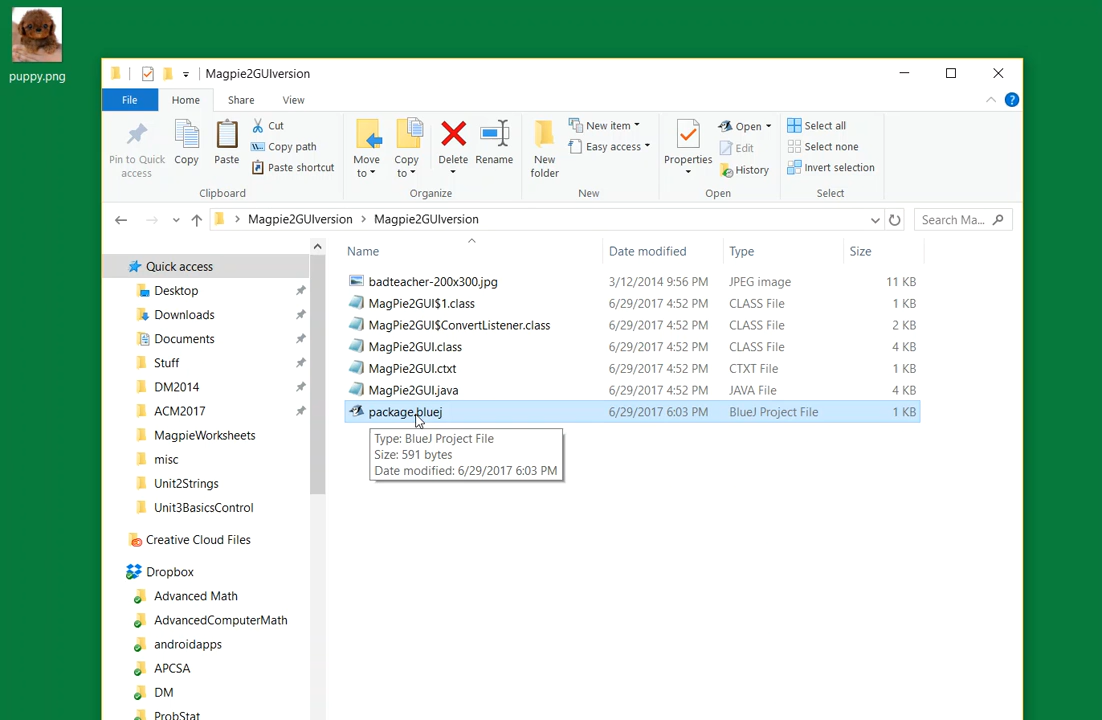 puppy.png
Magpie2GUIversion
File Home Share View
Pin to Quick access
Copy
Paste
Cut
Copy path
Paste shortcut
Clipboard
Move to
Copy to
Delete
Rename
Organize
New folder
New item
Easy access
New
Properties
Open
Edit
History
Open
Select all
Select none
Invert selection
Select
Magpie2GUIversion > Magpie2GUIversion
Search Ma...
Quick access
Desktop
Downloads
Documents
Stuff
DM2014
ACM2017
MagpieWorksheets
misc
Unit2Strings
Unit3BasicsControl
Creative Cloud Files
Dropbox
Advanced Math
AdvancedComputerMath
androidapps
APCSA
DM
ProbStat
Name Date modified Type Size
badteacher-200x300.jpg 3/12/2014 9:56 PM JPEG image 11 KB
MagPie2GUI$1.class 6/29/2017 4:52 PM CLASS File 1 KB
MagPie2GUI$ConvertListener.class 6/29/2017 4:52 PM CLASS File 2 KB
MagPie2GUI.class 6/29/2017 4:52 PM CLASS File 4 KB
MagPie2GUI.ctxt 6/29/2017 4:52 PM CTXT File 1 KB
MagPie2GUI.java 6/29/2017 4:52 PM JAVA File 4 KB
package.bluej 6/29/2017 6:03 PM BlueJ Project File 1 KB
Type: BlueJ Project File
Size: 591 bytes
Date modified: 6/29/2017 6:03 PM